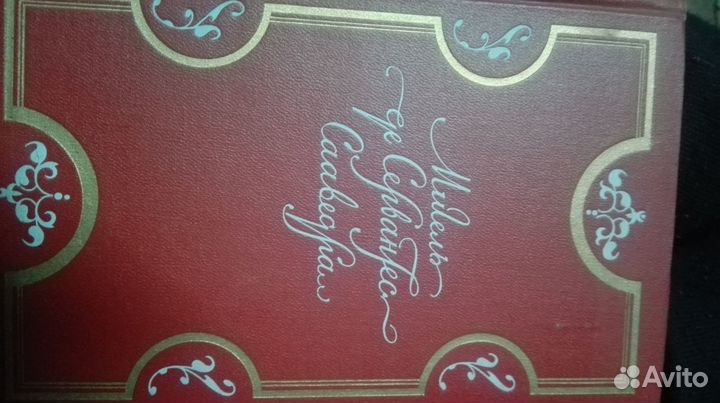 Мигель
де Сервантес
Сааведра
Avito